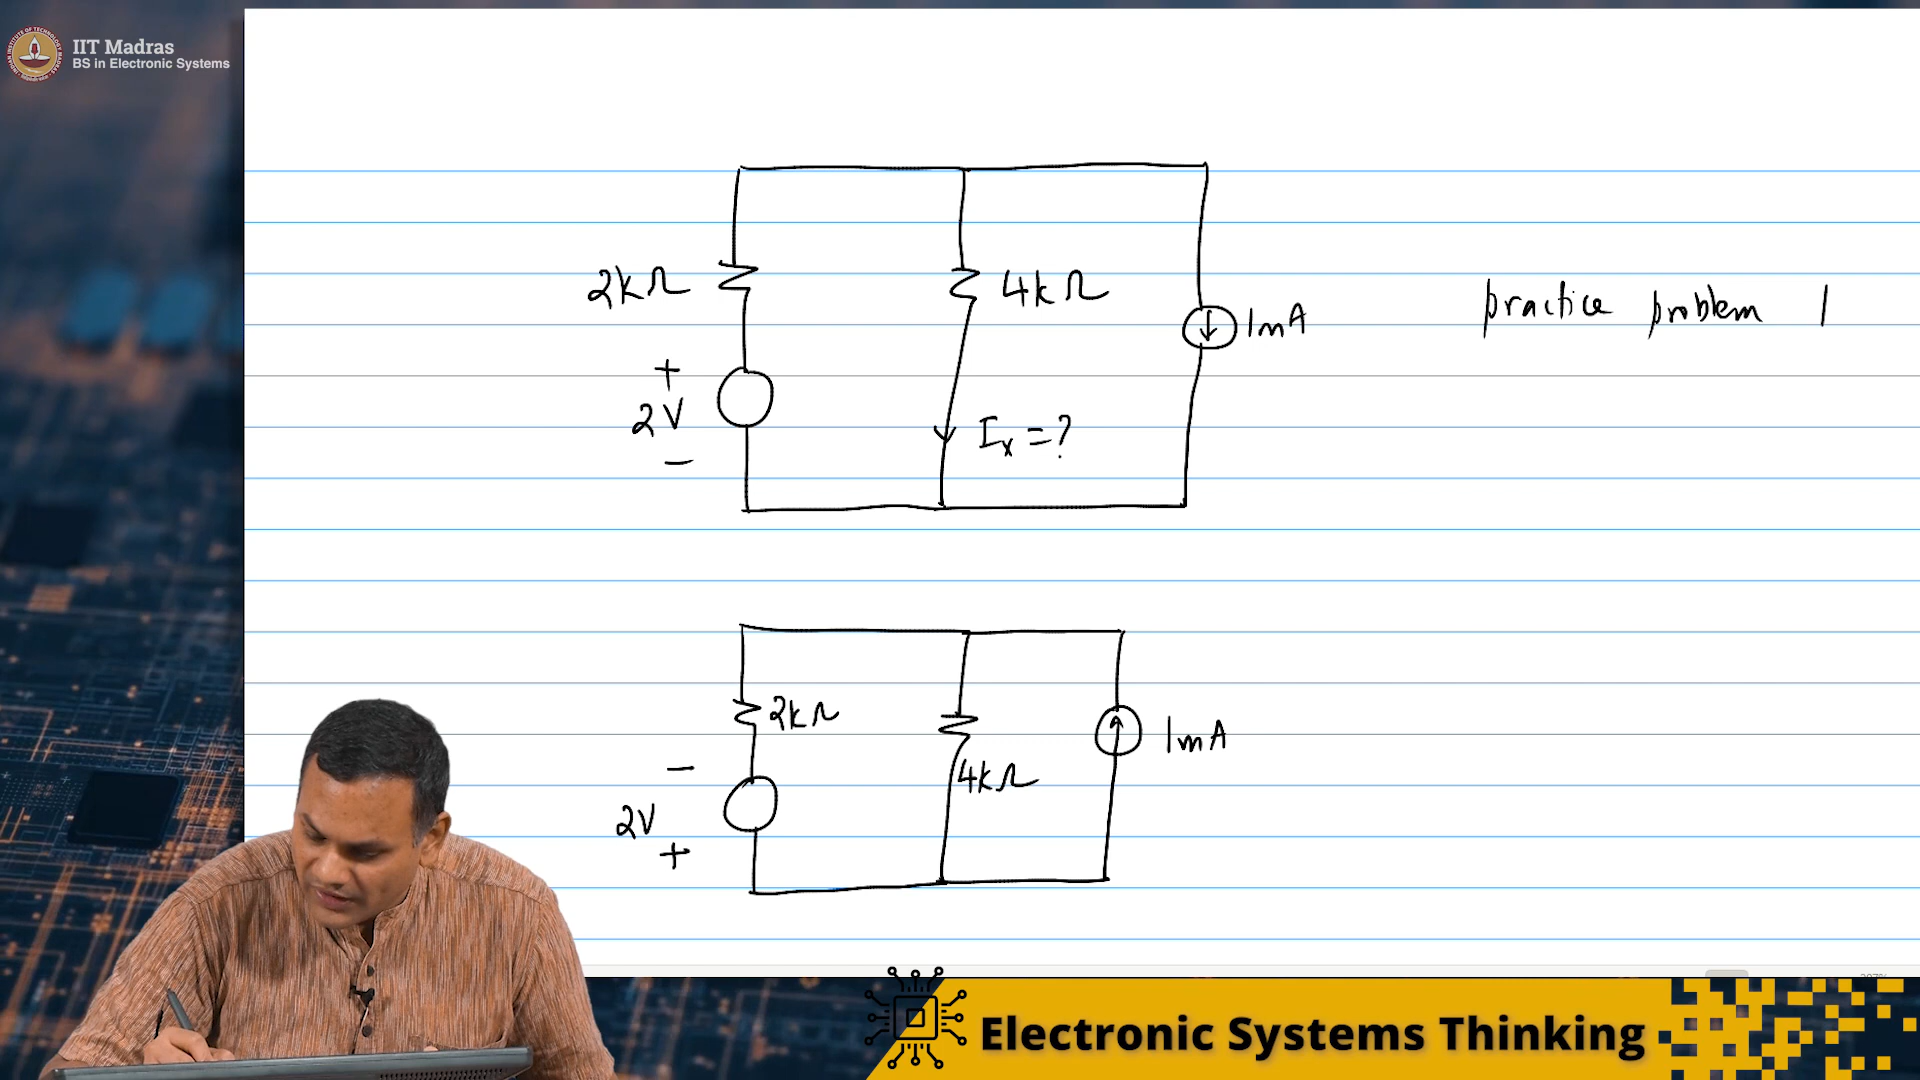 IIT Madras
BS in Electronic Systems
2kΩ
4kΩ
1mA
practice problem 1
+
2V
-
Ix = ?
2kΩ
1mA
-
4kΩ
2V
+
Electronic Systems Thinking